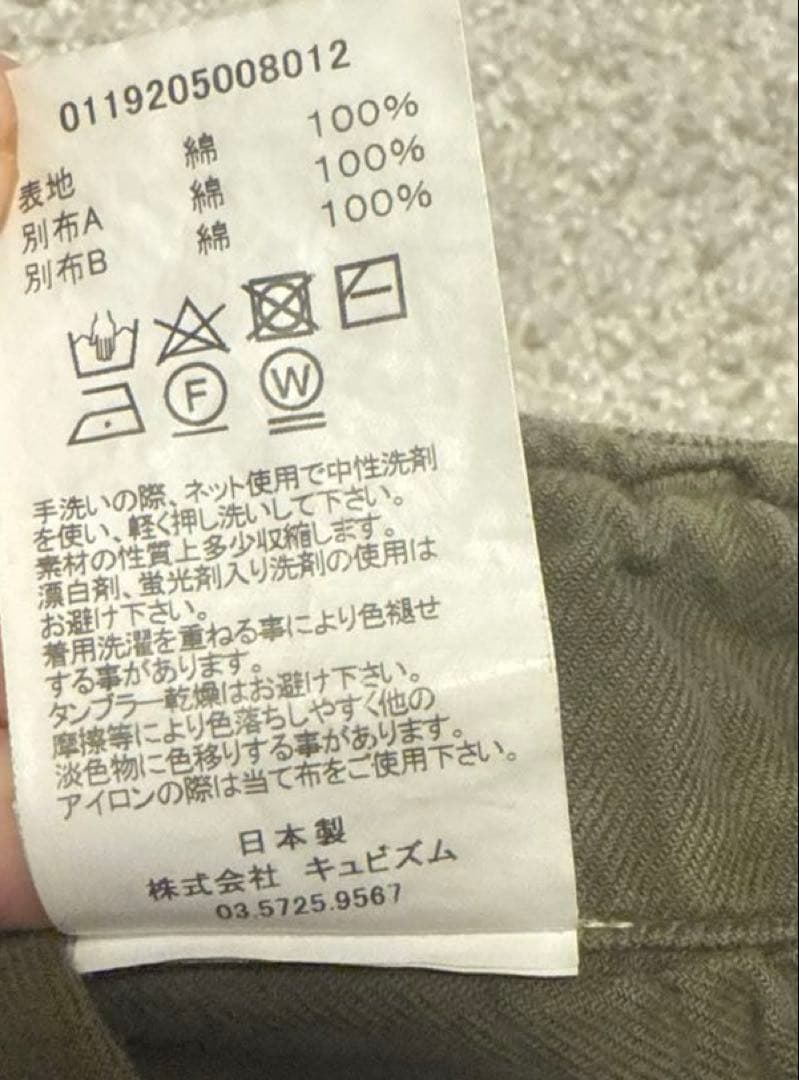 0119205008012
表地 綿 100%
別布A 綿 100%
別布B 綿 100%
F W
手洗いの際、ネット使用で中性洗剤
を使い、軽く押し洗いして下さい。
素材の性質上多少収縮します。
漂白剤、蛍光剤入り洗剤の使用は
お避け下さい。
着用洗濯を重ねる事により色褪せ
する事があります。
タンブラー乾燥はお避け下さい。
摩擦等により色落ちしやすく他の
淡色物に色移りする事があります。
アイロンの際は当て布をご使用下さい。
日本製
株式会社 キュビズム
03.5725.9567